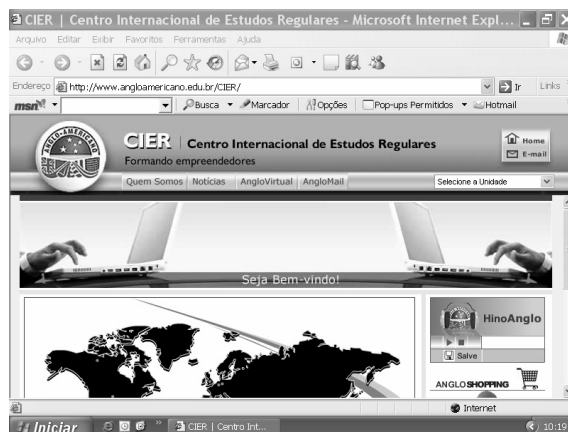 CIER | Centro Internacional de Estudos Regulares - Microsoft Internet Expl...
Arquivo Editar Exibir Favoritos Ferramentas Ajuda
Endereço http://www.angloamericano.edu.br/CIER/ Ir Links
msn Busca Marcador Opções Pop-ups Permitidos Hotmail
ANGLO-AMERICANO
CIER | Centro Internacional de Estudos Regulares
Formando empreendedores
Home
E-mail
Quem Somos Notícias AngloVirtual AngloMail Selecione a Unidade
Seja Bem-vindo!
HinoAnglo
Salve
ANGLOSHOPPING
Internet
Iniciar CIER | Centro Int... 10:19